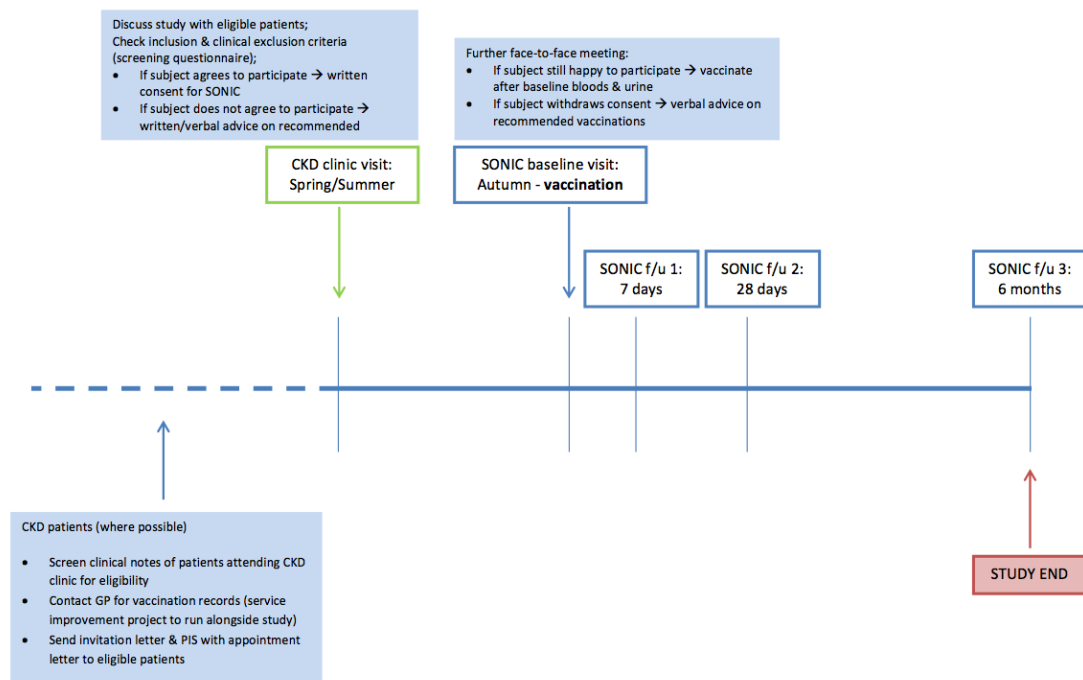 Discuss study with eligible patients;
Check inclusion & clinical exclusion criteria
(screening questionnaire);
• If subject agrees to participate → written
consent for SONIC
• If subject does not agree to participate →
written/verbal advice on recommended
Further face-to-face meeting:
• If subject still happy to participate → vaccinate
after baseline bloods & urine
• If subject withdraws consent → verbal advice on
recommended vaccinations
CKD clinic visit:
Spring/Summer
SONIC baseline visit:
Autumn - vaccination
SONIC f/u 1:
7 days
SONIC f/u 2:
28 days
SONIC f/u 3:
6 months
CKD patients (where possible)
• Screen clinical notes of patients attending CKD
clinic for eligibility
• Contact GP for vaccination records (service
improvement project to run alongside study)
• Send invitation letter & PIS with appointment
letter to eligible patients
STUDY END